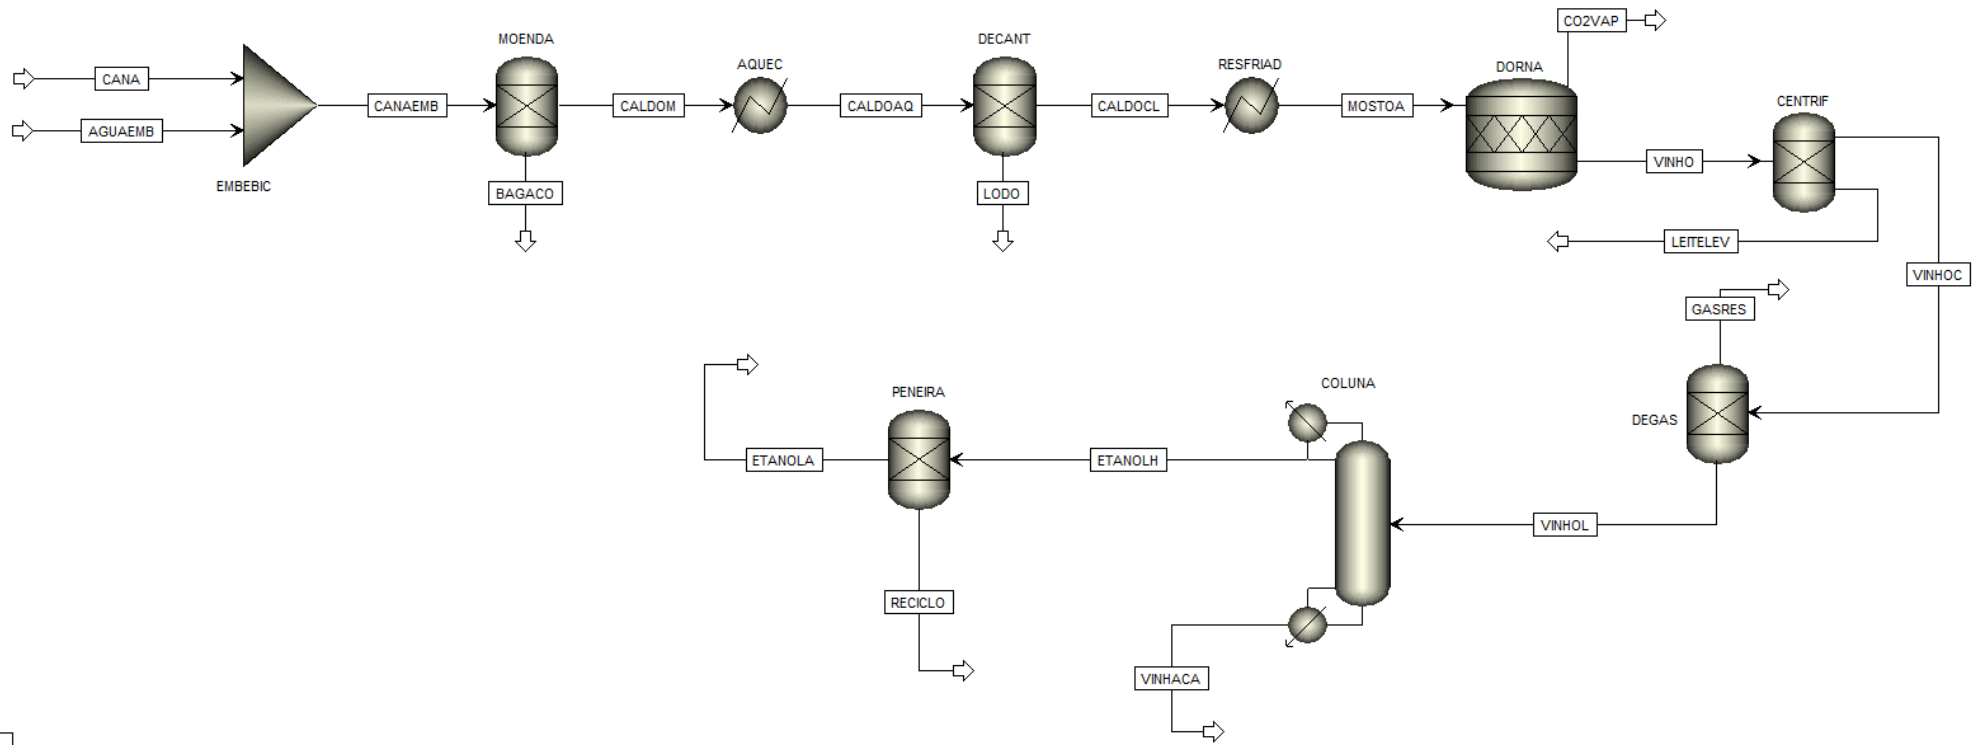 CANA
AGUAEMB
EMBEBIC
CANAEMB
MOENDA
BAGACO
CALDOM
AQUEC
CALDOAQ
DECANT
LODO
CALDOCL
RESFRIAD
MOSTOA
DORNA
CO2VAP
VINHO
CENTRIF
LEITELEV
VINHOC
GASRES
DEGAS
VINHOL
COLUNA
ETANOLH
VINHACA
PENEIRA
ETANOLA
RECICLO